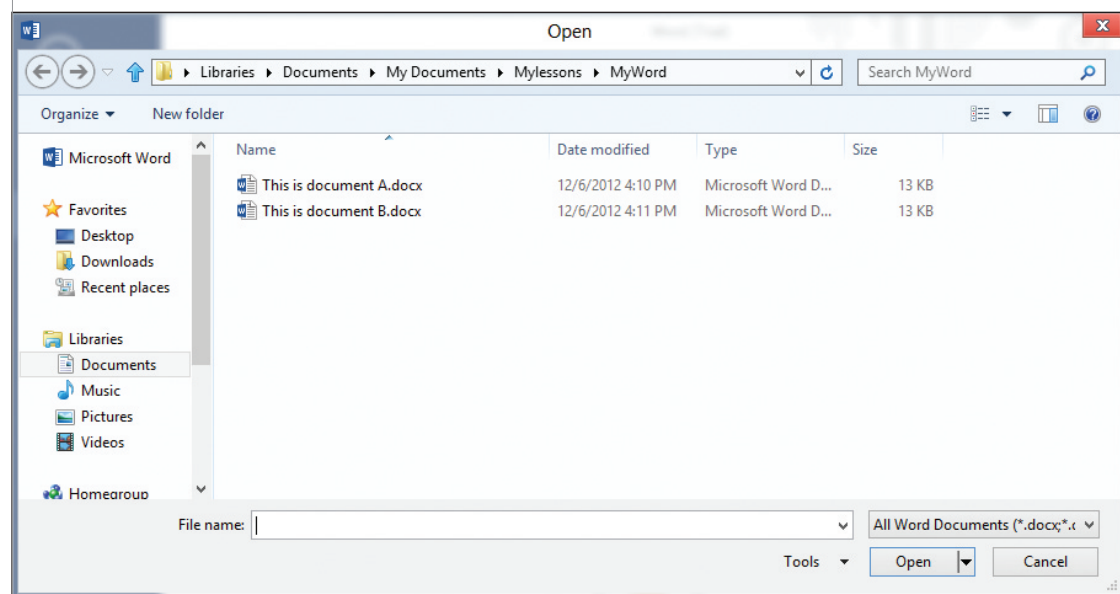 Open
Libraries Documents My Documents Mylessons MyWord
Search MyWord
Organize New folder
Name Date modified Type Size
Microsoft Word
This is document A.docx 12/6/2012 4:10 PM Microsoft Word D... 13 KB
Favorites
This is document B.docx 12/6/2012 4:11 PM Microsoft Word D... 13 KB
Desktop
Downloads
Recent places
Libraries
Documents
Music
Pictures
Videos
Homegroup
File name:
All Word Documents (*.docx;*.
Tools Open Cancel